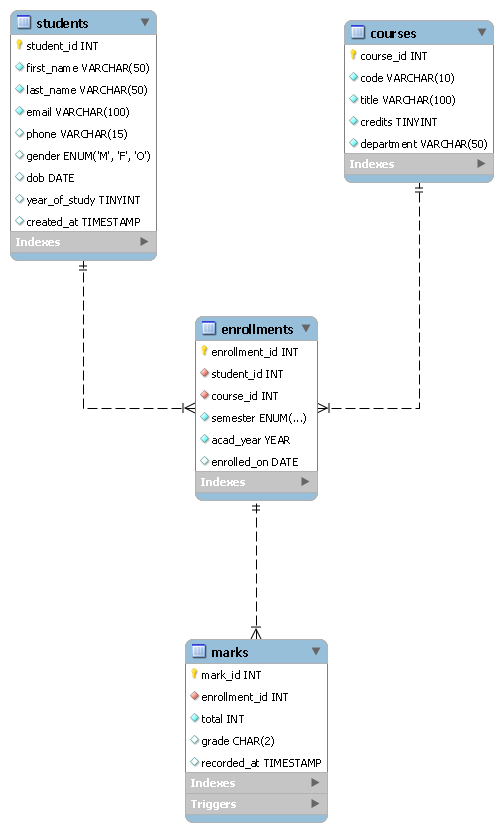 students
student_id INT
first_name VARCHAR(50)
last_name VARCHAR(50)
email VARCHAR(100)
phone VARCHAR(15)
gender ENUM('M', 'F', 'O')
dob DATE
year_of_study TINYINT
created_at TIMESTAMP
Indexes
courses
course_id INT
code VARCHAR(10)
title VARCHAR(100)
credits TINYINT
department VARCHAR(50)
Indexes
enrollments
enrollment_id INT
student_id INT
course_id INT
semester ENUM(...)
acad_year YEAR
enrolled_on DATE
Indexes
marks
mark_id INT
enrollment_id INT
total INT
grade CHAR(2)
recorded_at TIMESTAMP
Indexes
Triggers